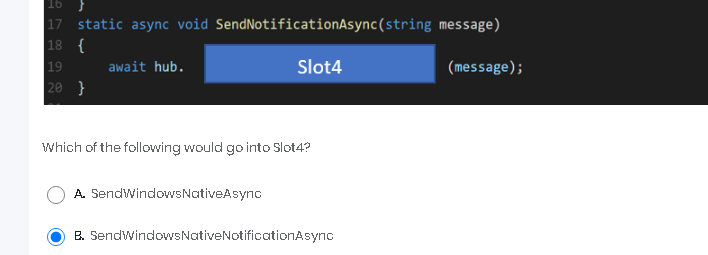 16 }
17 static async void SendNotificationAsync(string message)
18 {
19 await hub. Slot4 (message);
20 }
Which of the following would go into Slot4?
A. SendWindowsNativeAsync
B. SendWindowsNativeNotificationAsync